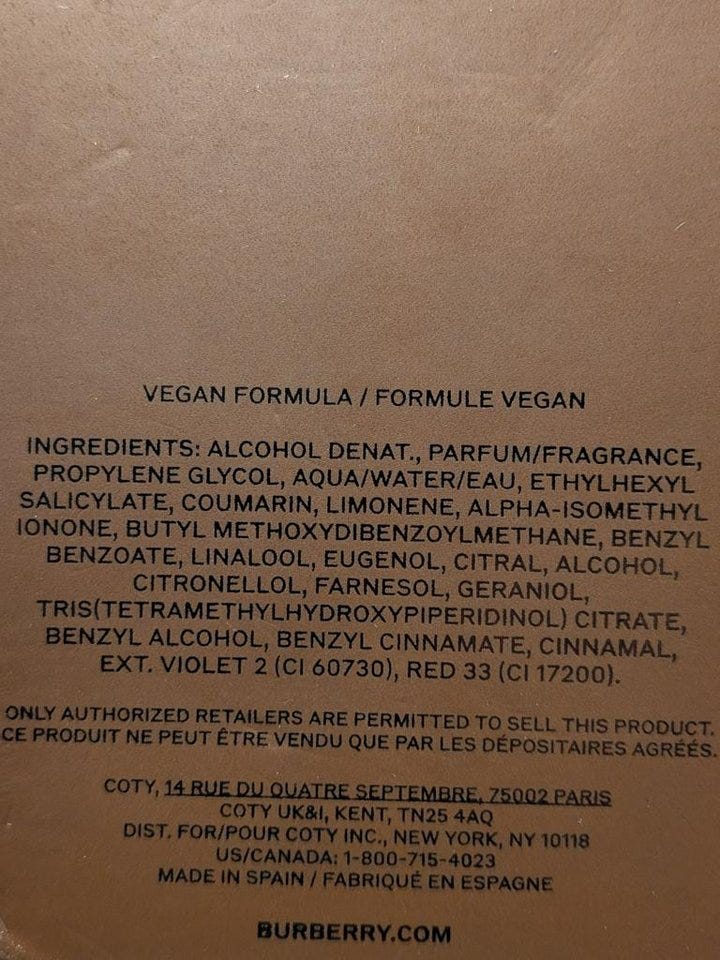 VEGAN FORMULA / FORMULE VEGAN
INGREDIENTS: ALCOHOL DENAT., PARFUM/FRAGRANCE,
PROPYLENE GLYCOL, AQUA/WATER/EAU, ETHYLHEXYL
SALICYLATE, COUMARIN, LIMONENE, ALPHA-ISOMETHYL
IONONE, BUTYL METHOXYDIBENZOYLMETHANE, BENZYL
BENZOATE, LINALOOL, EUGENOL, CITRAL, ALCOHOL,
CITRONELLOL, FARNESOL, GERANIOL,
TRIS(TETRAMETHYLHYDROXYPIPERIDINOL) CITRATE,
BENZYL ALCOHOL, BENZYL CINNAMATE, CINNAMAL,
EXT. VIOLET 2 (CI 60730), RED 33 (CI 17200).
ONLY AUTHORIZED RETAILERS ARE PERMITTED TO SELL THIS PRODUCT.
CE PRODUIT NE PEUT ÊTRE VENDU QUE PAR LES DÉPOSITAIRES AGRÉÉS.
COTY, 14 RUE DU QUATRE SEPTEMBRE, 75002 PARIS
COTY UK&I, KENT, TN25 4AQ
DIST. FOR/POUR COTY INC., NEW YORK, NY 10118
US/CANADA: 1-800-715-4023
MADE IN SPAIN / FABRIQUÉ EN ESPAGNE
BURBERRY.COM